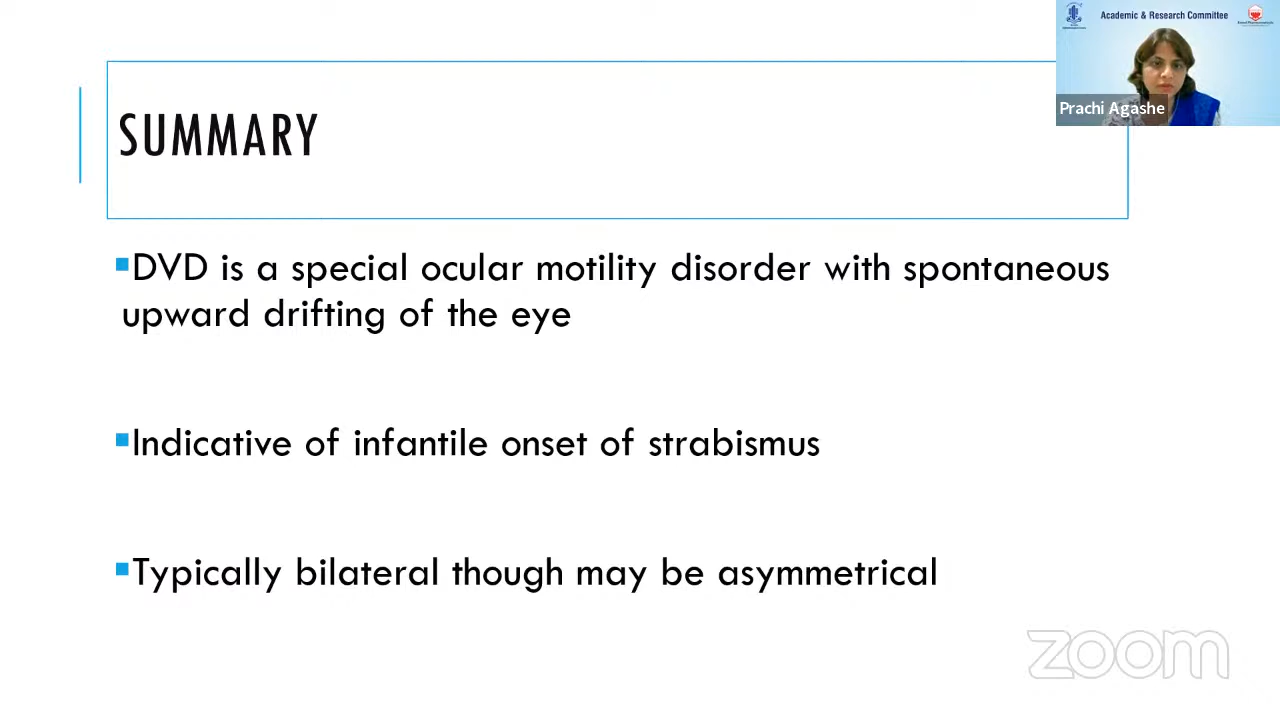 Academic & Research Committee
Prachi Agashe
SUMMARY
▪DVD is a special ocular motility disorder with spontaneous
upward drifting of the eye
▪Indicative of infantile onset of strabismus
▪Typically bilateral though may be asymmetrical
zoom